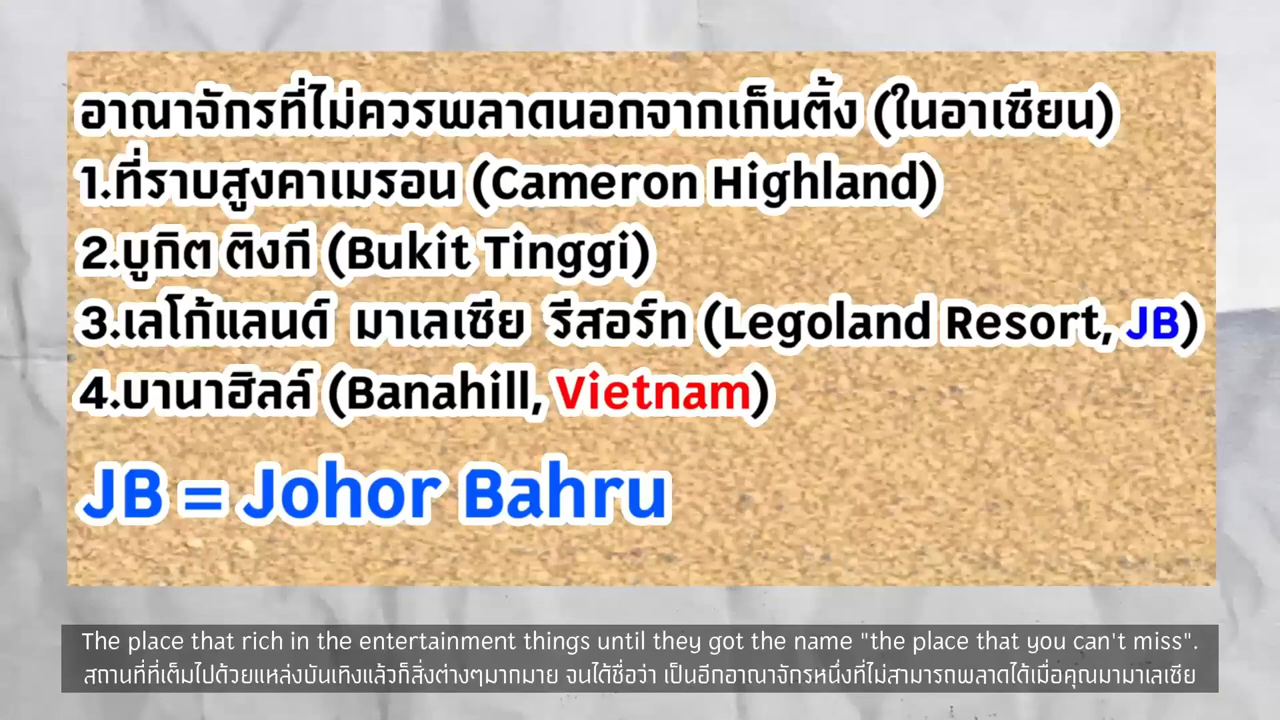 อาณาจักรที่ไม่ควรพลาดนอกจากเก็นติ้ง (ในอาเซียน)
1.ที่ราบสูงคาเมรอน (Cameron Highland)
2.บูกิต ติงกี (Bukit Tinggi)
3.เลโก้แลนด์ มาเลเซีย รีสอร์ท (Legoland Resort, JB)
4.บานาฮิลล์ (Banahill, Vietnam)
JB = Johor Bahru
The place that rich in the entertainment things until they got the name "the place that you can't miss".
สถานที่ที่เต็มไปด้วยแหล่งบันเทิงแล้วก็สิ่งต่างๆมากมาย จนได้ชื่อว่า เป็นอีกอาณาจักรหนึ่งที่ไม่สามารถพลาดได้เมื่อคุณมามาเลเซีย